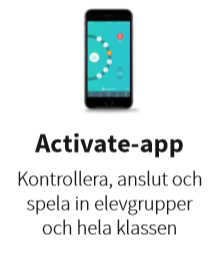 Activate-app
Kontrollera, anslut och
spela in elevgrupper
och hela klassen